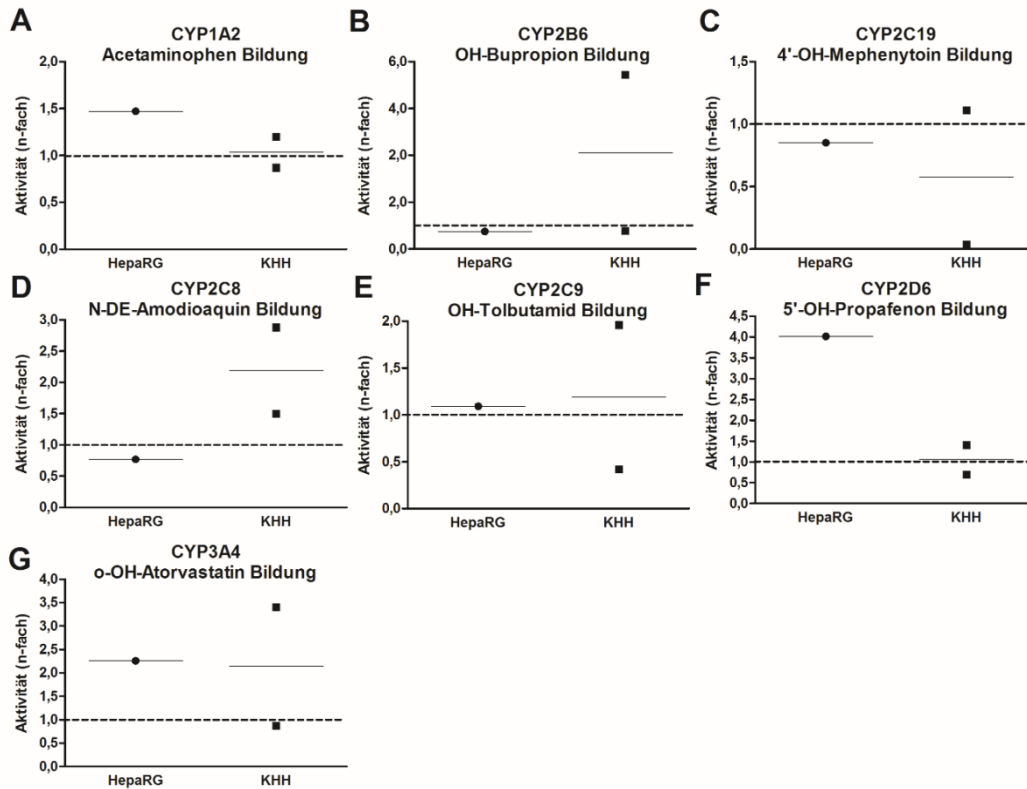 A
CYP1A2
Acetaminophen Bildung
Aktivität (n-fach)
2,0
1,5
1,0
0,5
0,0
HepaRG
KHH
B
CYP2B6
OH-Bupropion Bildung
Aktivität (n-fach)
6,0
4,0
2,0
2,0
0,0
HepaRG
KHH
C
CYP2C19
4'-OH-Mephenytoin Bildung
Aktivität (n-fach)
1,0
0,5
0,0
HepaRG
KHH
D
CYP2C8
N-DE-Amodioaquin Bildung
Aktivität (n-fach)
3,0
2,5
2,0
1,5
1,0
0,5
0,0
HepaRG
KHH
E
CYP2C9
OH-Tolbutamid Bildung
Aktivität (n-fach)
2,0
1,5
1,0
0,5
0,0
HepaRG
KHH
F
CYP2D6
5'-OH-Propafenon Bildung
Aktivität (n-fach)
4,5
4,0
3,5
3,0
2,5
2,0
1,5
1,0
0,5
0,0
HepaRG
KHH
G
CYP3A4
o-OH-Atorvastatin Bildung
Aktivität (n-fach)
4,0
3,5
3,0
2,5
2,0
1,5
1,0
0,5
0,0
HepaRG
KHH